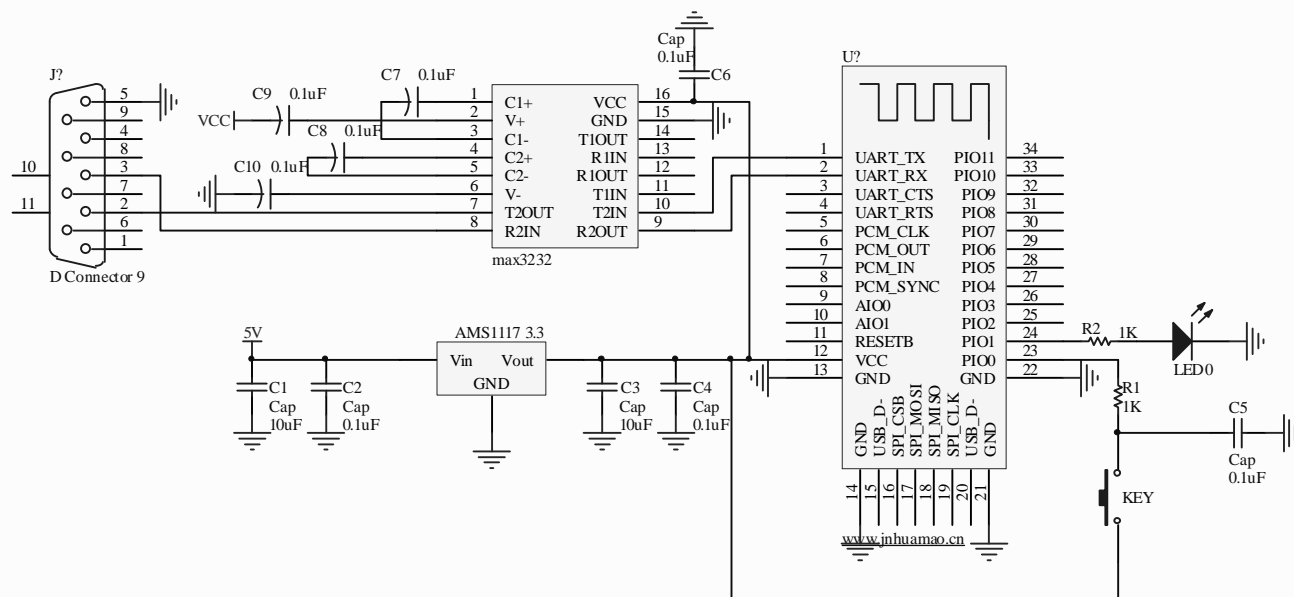 J?
5
9
4
8
3
7
2
6
1
10
11
D Connector 9
VCC
C9
0.1uF
C7
0.1uF
C8
0.1uF
C10
0.1uF
Cap
0.1uF
C6
1
2
3
4
5
6
7
8
C1+
V+
C1-
C2+
C2-
V-
T2OUT
R2IN
VCC
GND
T1OUT
R1IN
R1OUT
T1IN
T2IN
R2OUT
16
15
14
13
12
11
10
9
max3232
U?
1
2
3
4
5
6
7
8
9
10
11
12
13
UART_TX
UART_RX
UART_CTS
UART_RTS
PCM_CLK
PCM_OUT
PCM_IN
PCM_SYNC
AIO0
AIO1
RESETB
VCC
GND
PIO11
PIO10
PIO9
PIO8
PIO7
PIO6
PIO5
PIO4
PIO3
PIO2
PIO1
PIO0
GND
34
33
32
31
30
29
28
27
26
25
24
23
22
GND
USB_D-
SPI_CSB
SPI_MOSI
SPI_MISO
SPI_CLK
USB_D-
GND
14
15
16
17
18
19
20
21
www.jnhuamao.cn
5V
C1
Cap
10uF
C2
Cap
0.1uF
AMS1117 3.3
Vin
Vout
GND
C3
Cap
10uF
C4
Cap
0.1uF
R2
1K
LED0
R1
1K
C5
Cap
0.1uF
KEY